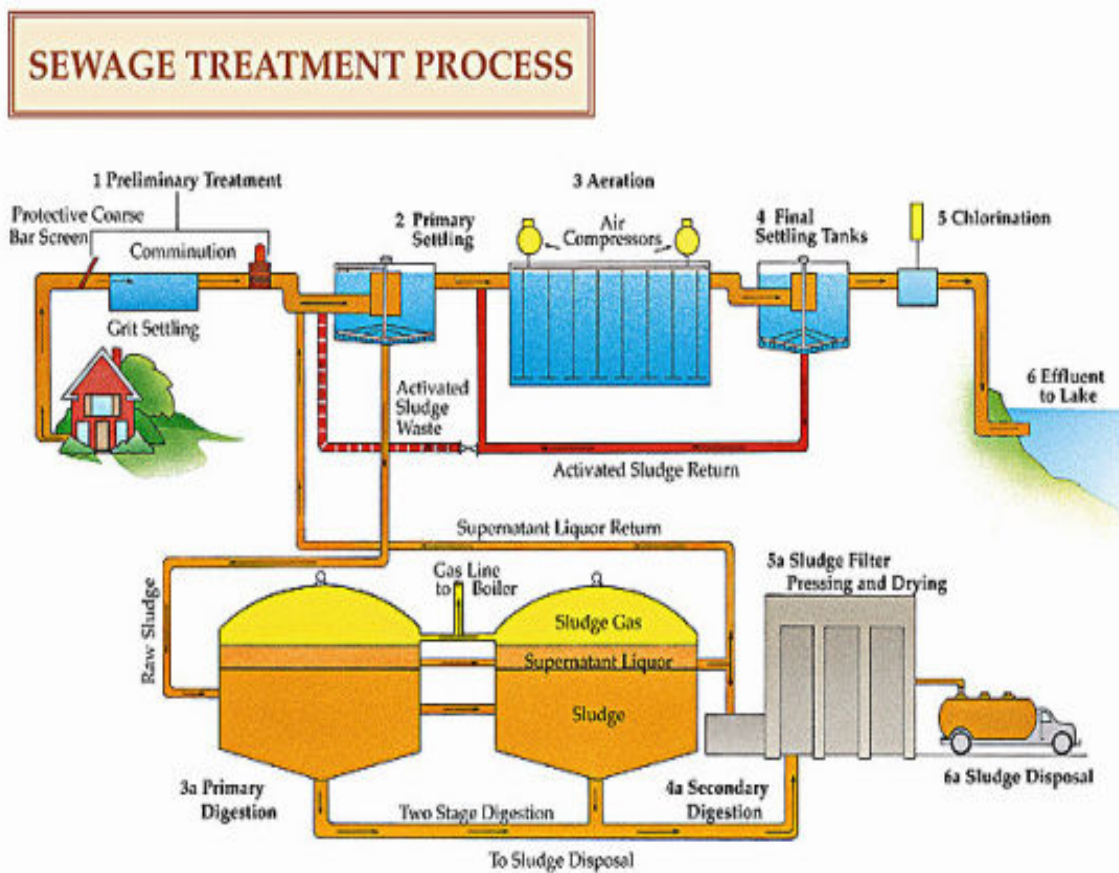 SEWAGE TREATMENT PROCESS
1 Preliminary Treatment
Protective Coarse
Bar Screen
Comminution
Grit Settling
2 Primary
Settling
3 Aeration
Air
Compressors
4 Final
Settling Tanks
5 Chlorination
6 Effluent
to Lake
Activated
Sludge
Waste
Activated Sludge Return
Supernatant Liquor Return
Raw Sludge
Gas Line
to Boiler
Sludge Gas
Supernatant Liquor
Sludge
5a Sludge Filter
Pressing and Drying
3a Primary
Digestion
Two Stage Digestion
4a Secondary
Digestion
6a Sludge Disposal
To Sludge Disposal